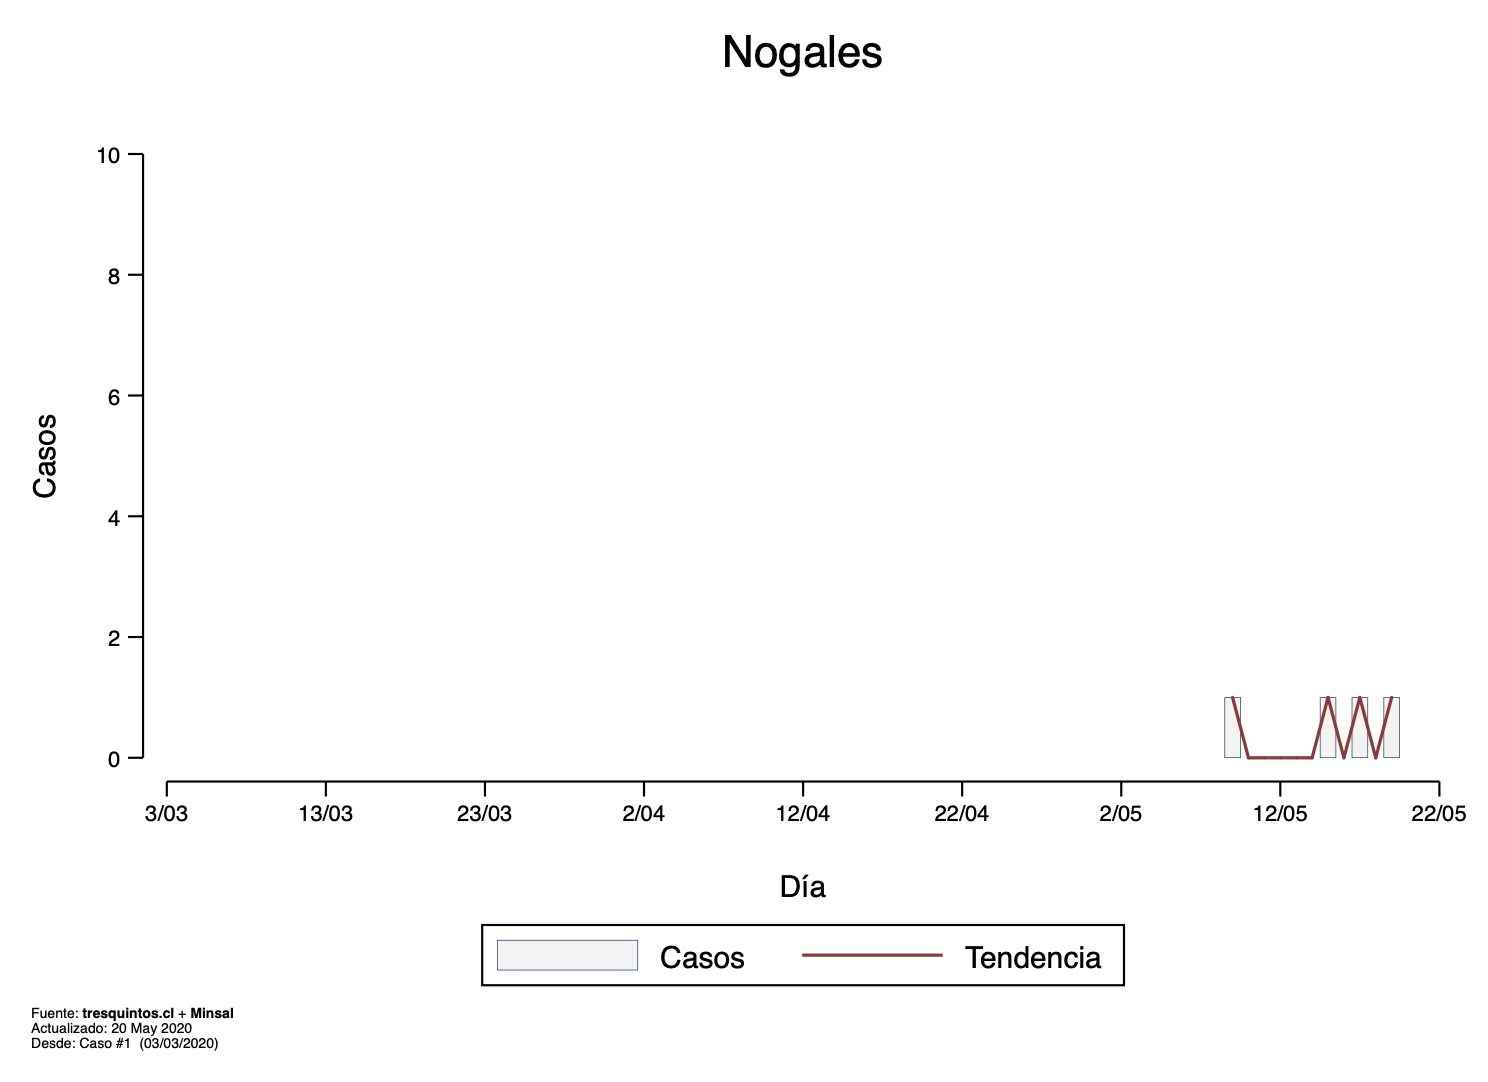 Nogales
Casos
10
8
6
4
2
0
3/03 13/03 23/03 2/04 12/04 22/04 2/05 12/05 22/05
Día
Casos Tendencia
Fuente: tresquintos.cl + Minsal
Actualizado: 20 May 2020
Desde: Caso #1 (03/03/2020)